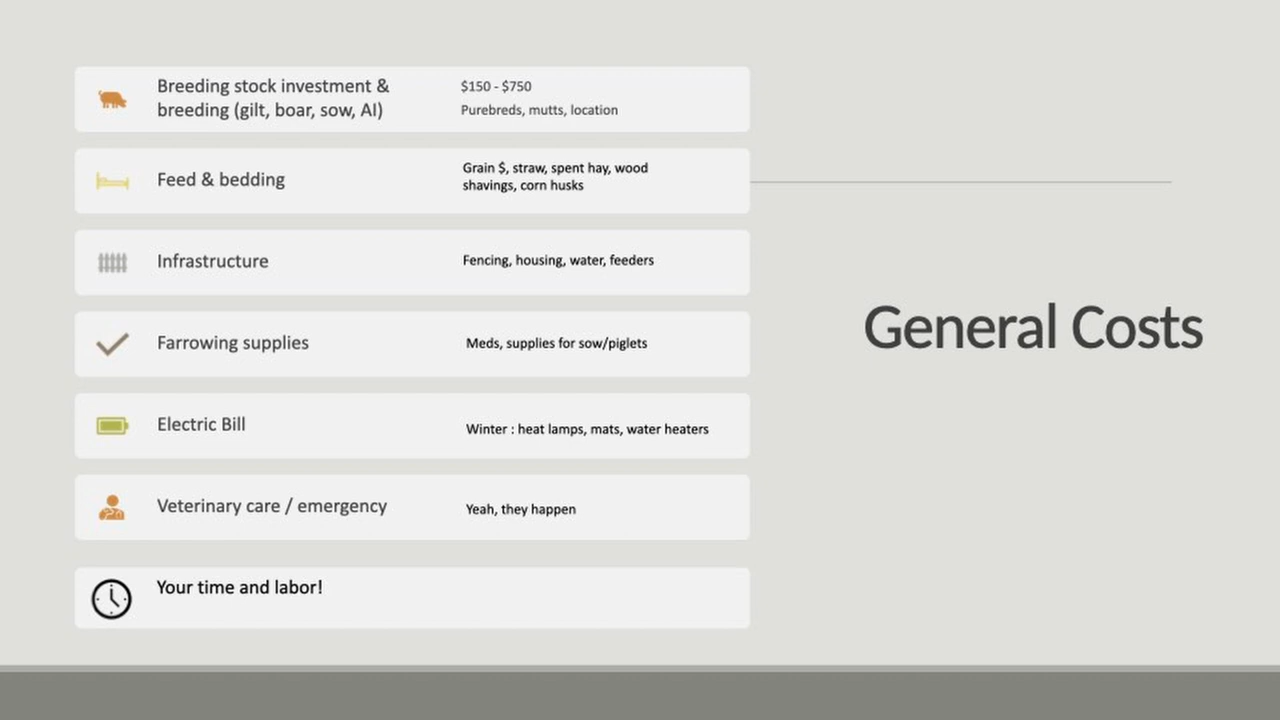 Breeding stock investment &
breeding (gilt, boar, sow, AI)
$150 - $750
Purebreds, mutts, location
Feed & bedding
Grain $, straw, spent hay, wood
shavings, corn husks
Infrastructure
Fencing, housing, water, feeders
Farrowing supplies
Meds, supplies for sow/piglets
Electric Bill
Winter : heat lamps, mats, water heaters
Veterinary care / emergency
Yeah, they happen
Your time and labor!
General Costs